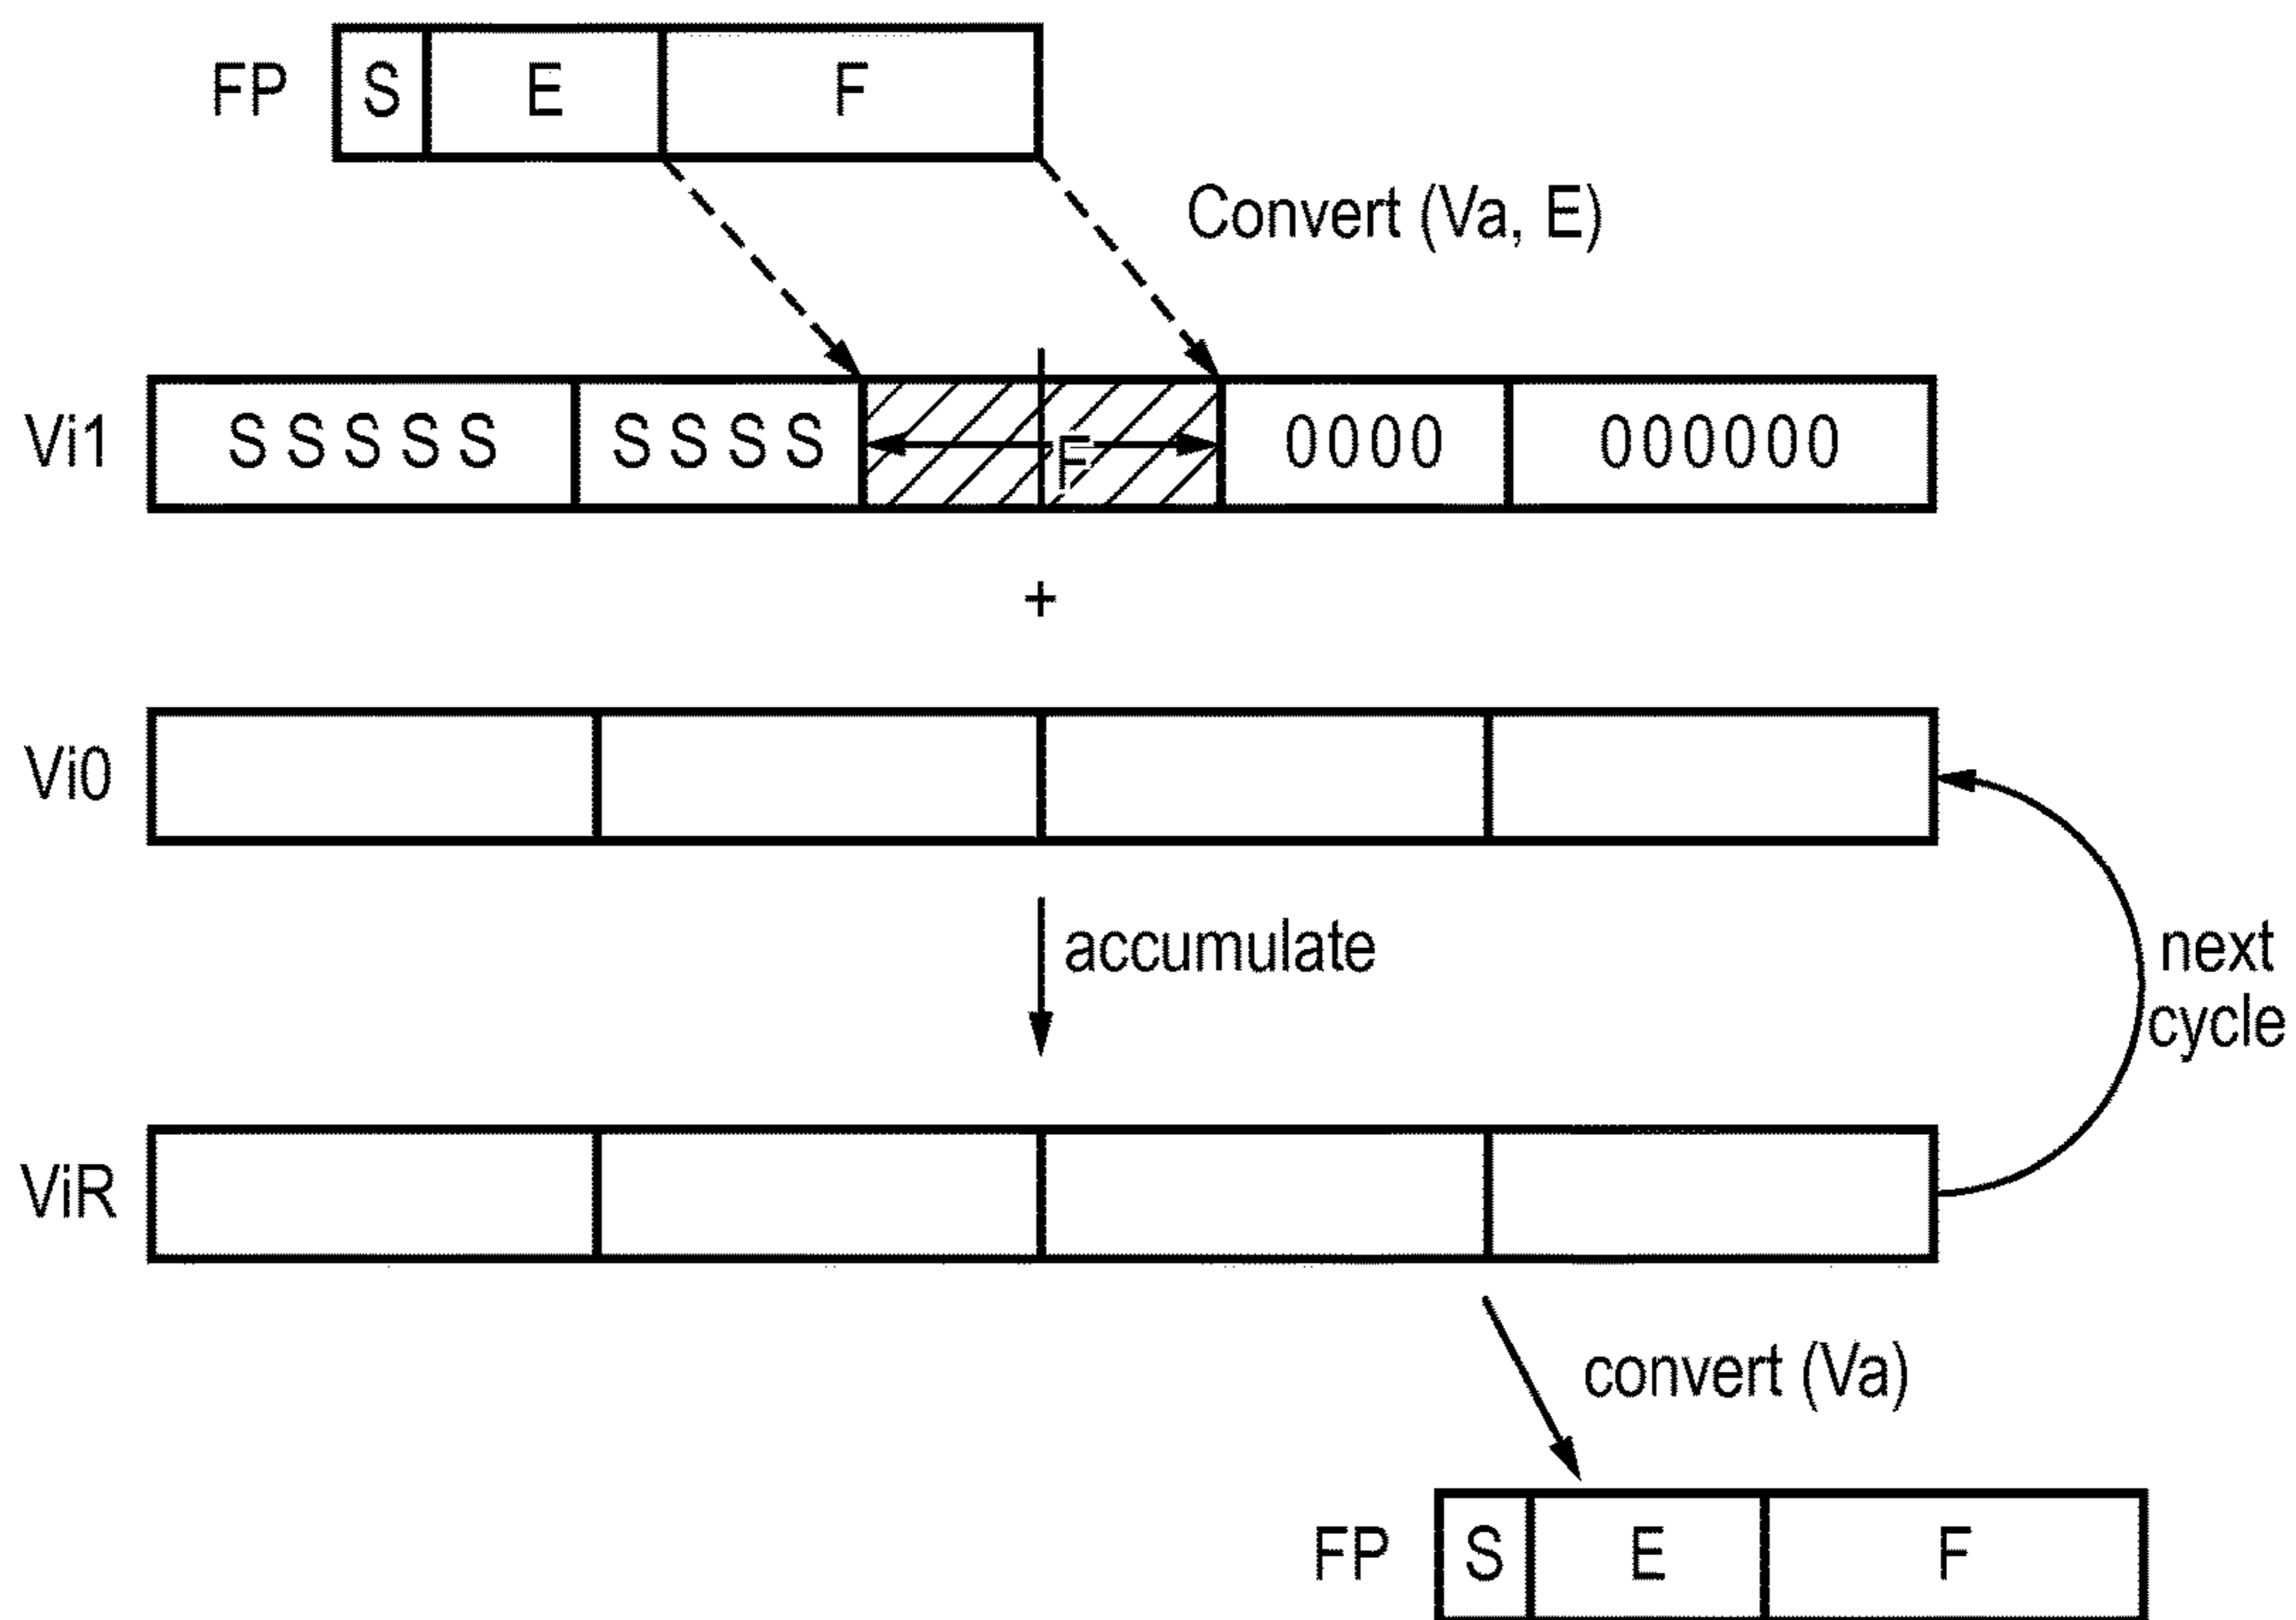 FP S E F
Convert (Va, E)
Vi1 S S S S S S S S S F 0000 000000
+
Vi0
accumulate
next
cycle
ViR
convert (Va)
FP S E F